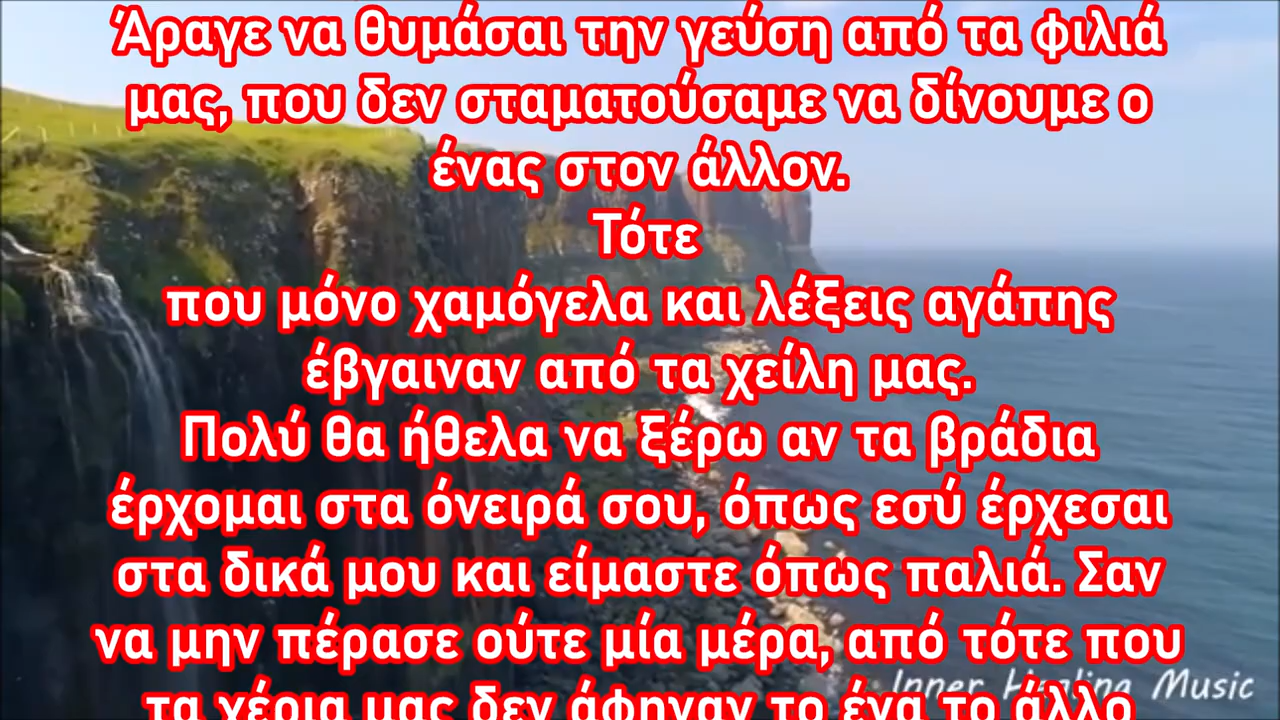 Άραγε να θυμάσαι την γεύση από τα φιλιά
μας, που δεν σταματούσαμε να δίνουμε ο
ένας στον άλλον.
Τότε
που μόνο χαμόγελα και λέξεις αγάπης
έβγαιναν από τα χείλη μας.
Πολύ θα ήθελα να ξέρω αν τα βράδια
έρχομαι στα όνειρά σου, όπως εσύ έρχεσαι
στα δικά μου και είμαστε όπως παλιά. Σαν
να μην πέρασε ούτε μία μέρα, από τότε που
τα χέρια μας δεν άφηναν το ένα το άλλο
Inner Healing Music